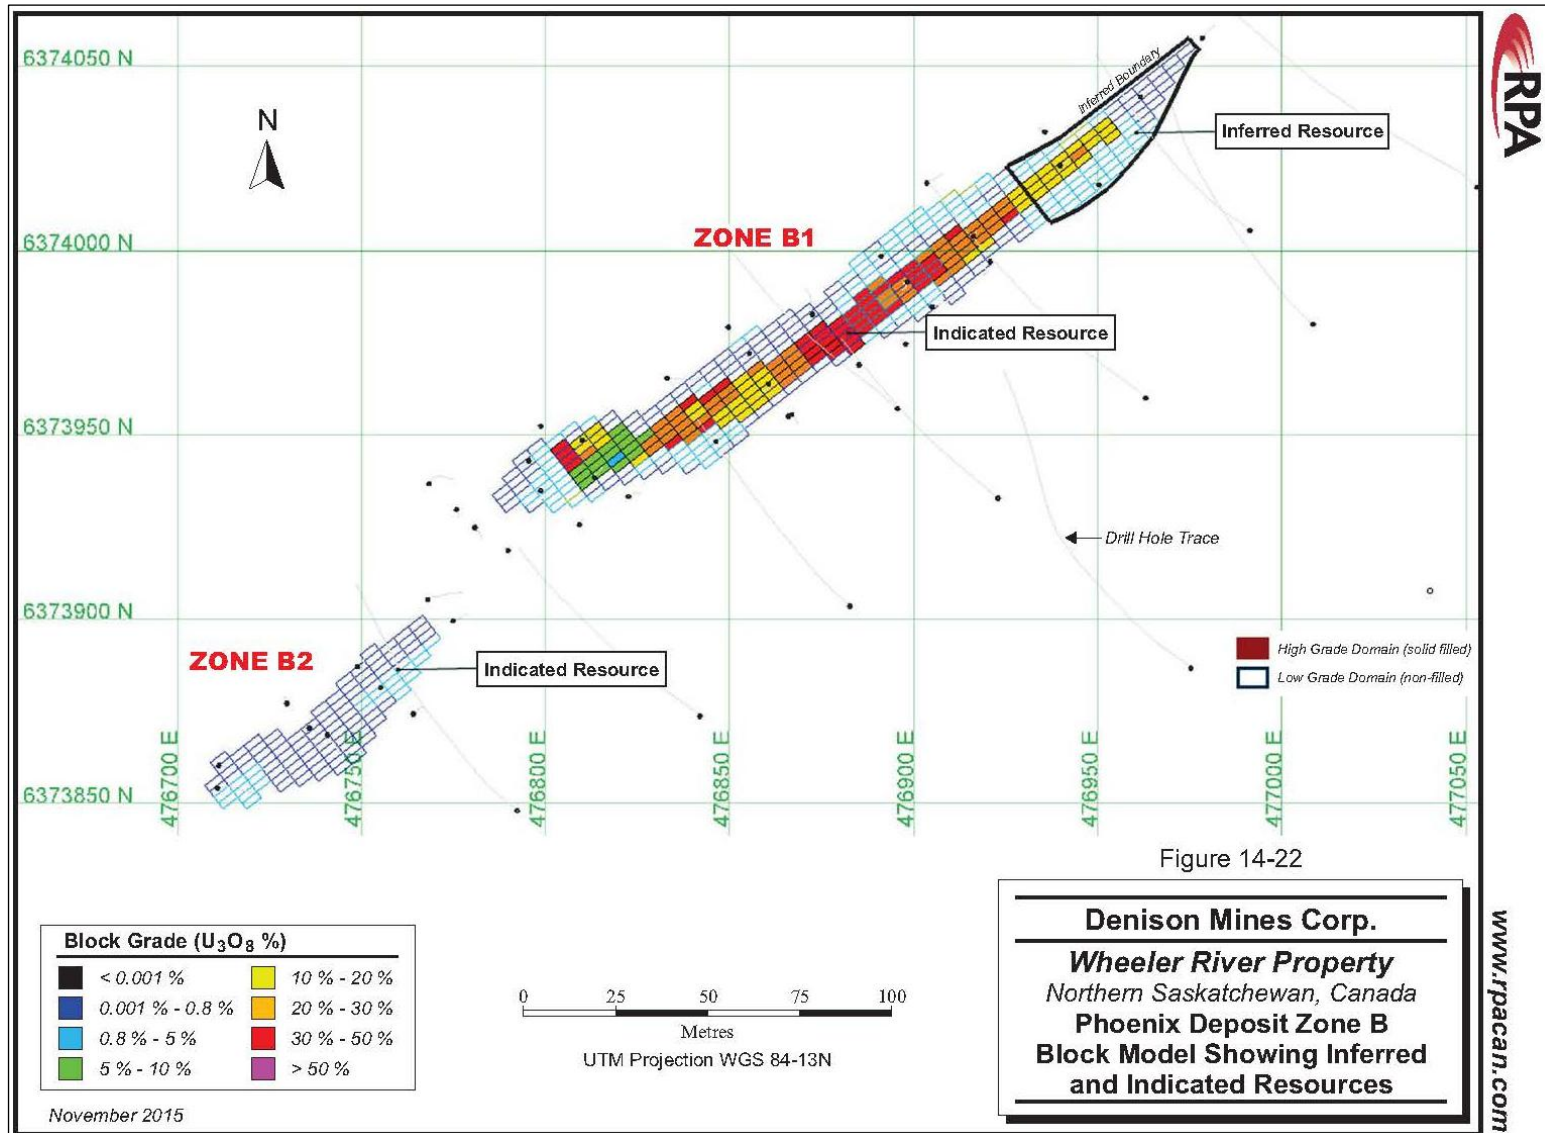 6374050 N
RPA
N
Inferred Boundary
Inferred Resource
6374000 N
ZONE B1
Indicated Resource
6373950 N
Drill Hole Trace
6373900 N
ZONE B2
Indicated Resource
High Grade Domain (solid filled)
Low Grade Domain (non-filled)
6373850 N
476700 E
476750 E
476800 E
476850 E
476900 E
476950 E
477000 E
477050 E
Figure 14-22
Block Grade (U3O8 %)
< 0.001 %
0.001 % - 0.8 %
0.8 % - 5 %
5 % - 10 %
10 % - 20 %
20 % - 30 %
30 % - 50 %
> 50 %
November 2015
0 25 50 75 100
Metres
UTM Projection WGS 84-13N
Denison Mines Corp.
Wheeler River Property
Northern Saskatchewan, Canada
Phoenix Deposit Zone B
Block Model Showing Inferred
and Indicated Resources
www.rpacan.com